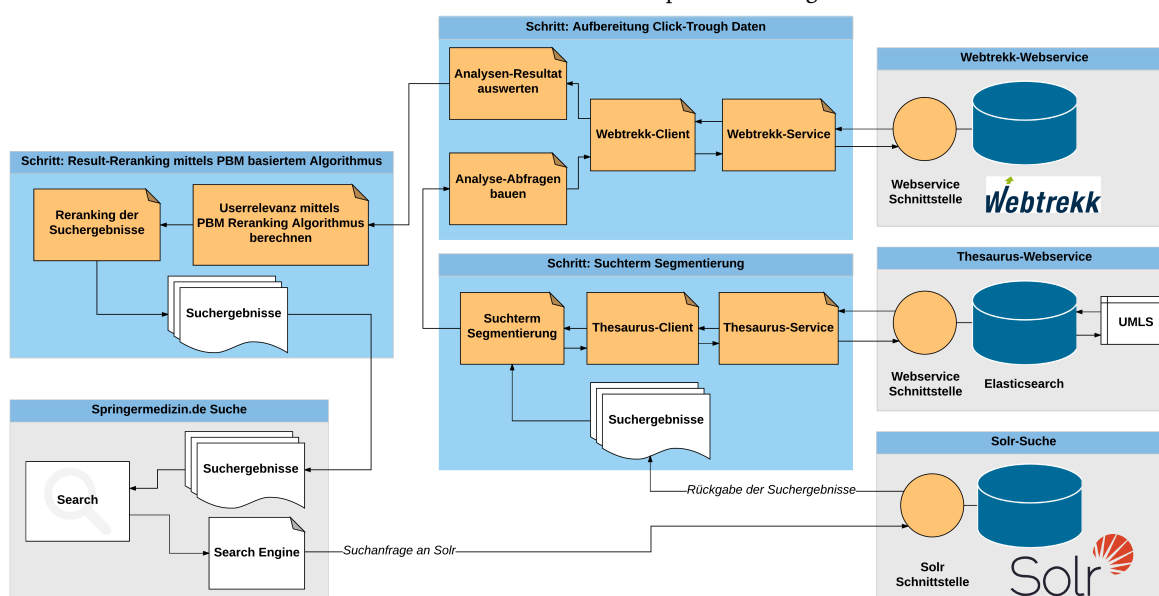 Schritt: Aufbereitung Click-Trough Daten
Analysen-Resultat
auswerten
Webtrekk-Client
Webtrekk-Service
Analyse-Abfragen
bauen
Webtrekk-Webservice
Webservice
Schnittstelle
Webtrekk
Schritt: Result-Reranking mittels PBM basiertem Algorithmus
Reranking der
Suchergebnisse
Userrelevanz mittels
PBM Reranking Algorithmus
berechnen
Suchergebnisse
Schritt: Suchterm Segmentierung
Suchterm
Segmentierung
Thesaurus-Client
Thesaurus-Service
Suchergebnisse
Thesaurus-Webservice
UMLS
Webservice
Schnittstelle
Elasticsearch
Springermedizin.de Suche
Suchergebnisse
Search
Search Engine
Suchanfrage an Solr
Rückgabe der Suchergebnisse
Solr-Suche
Solr
Schnittstelle
Solr